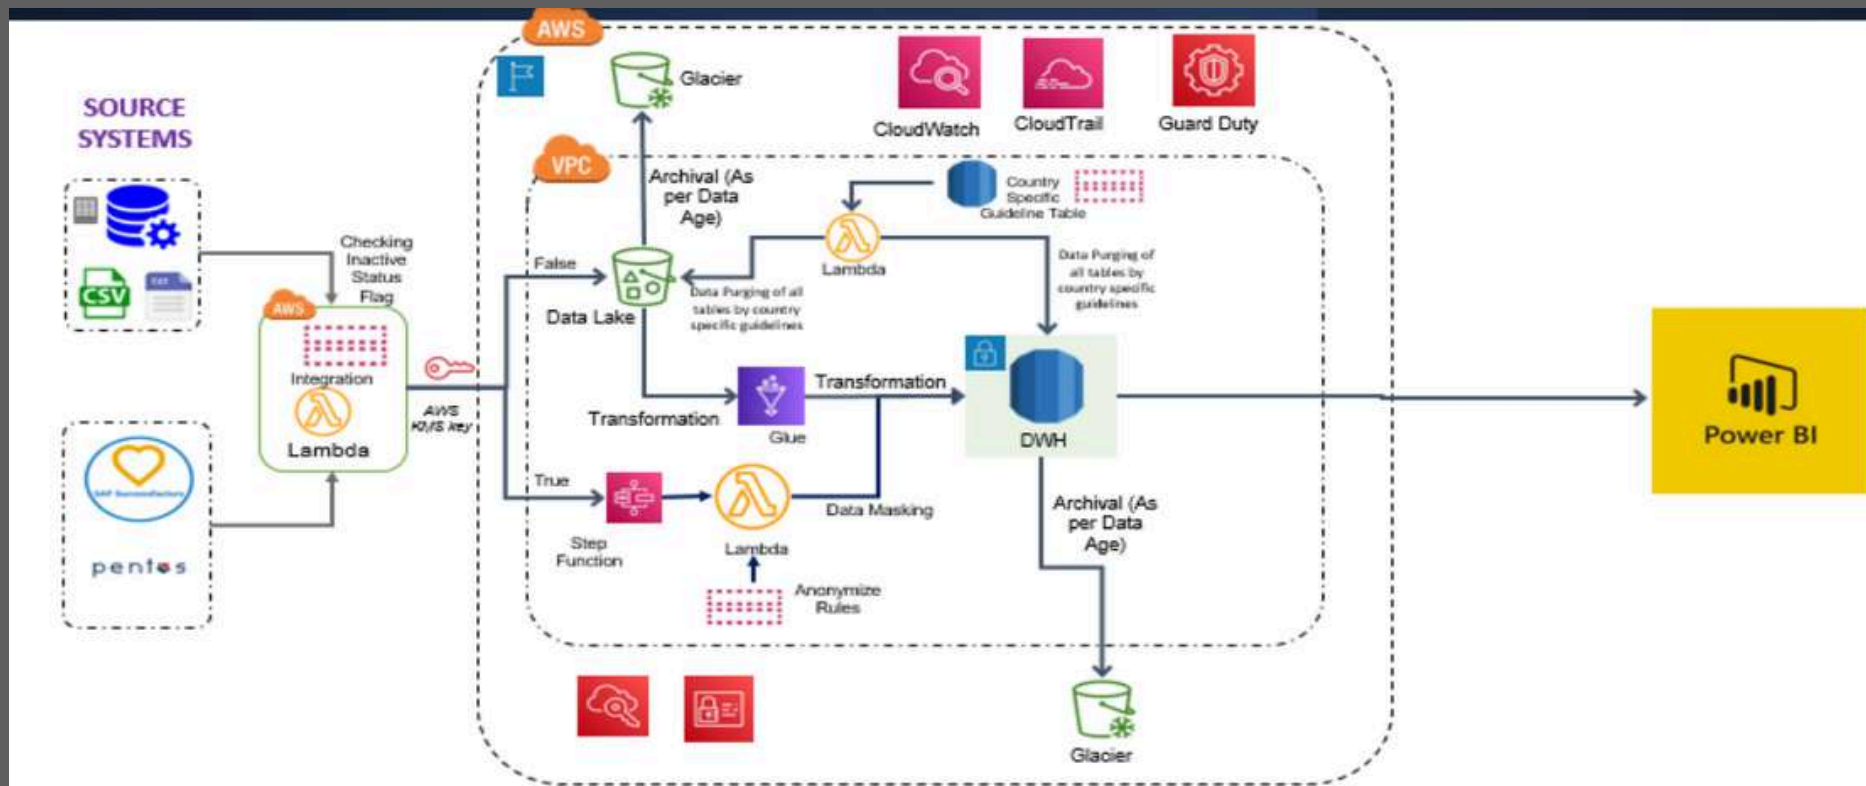 AWS
Glacier
CloudWatch
CloudTrail
Guard Duty
SOURCE
SYSTEMS
VPC
Archival (As
per Data
Age)
Country
Specific
Guideline Table
Lambda
Checking
Inactive
Status
Flag
False
Data Lake
Data Purging of all
tables by country
specific guidelines
Data Purging of
all tables by
country specific
guidelines
CSV
TXT
AWS
Integration
Lambda
AWS
KMS key
Transformation
Glue
Transformation
DWH
Power BI
True
Step
Function
Lambda
Data Masking
Anonymize
Rules
Archival (As
per Data
Age)
SAP SuccessFactors
pentos
Glacier